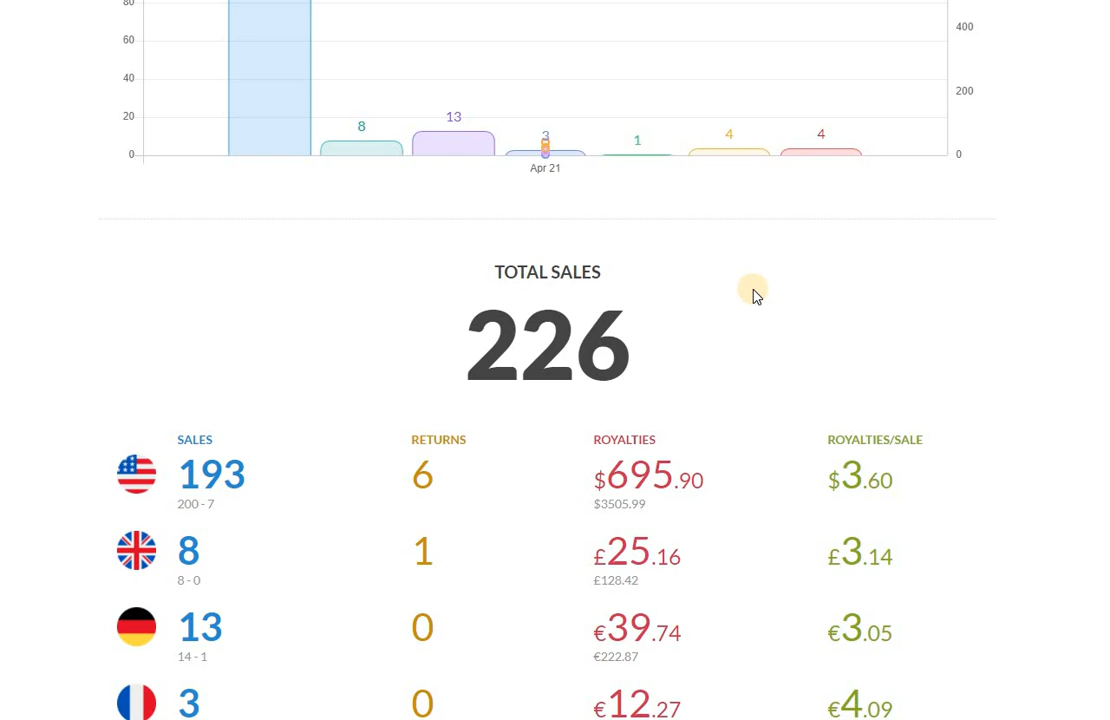 80
60
40
20
0
400
200
0
8
13
3
1
4
4
Apr 21
TOTAL SALES
226
SALES RETURNS ROYALTIES ROYALTIES/SALE
193 6 $695.90 $3.60
200 - 7 $3505.99
8 1 £25.16 £3.14
8 - 0 £128.42
13 0 €39.74 €3.05
14 - 1 €222.87
3 0 €12.27 €4.09